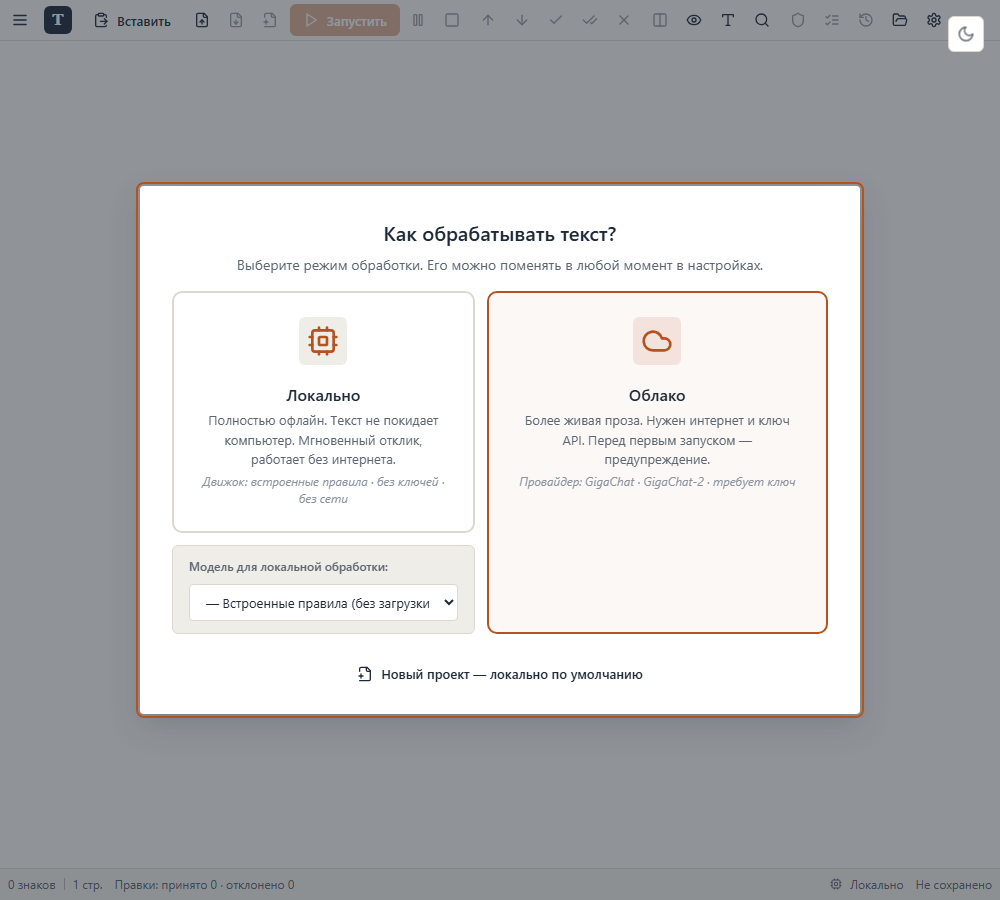 T Вставить Запустить T
Как обрабатывать текст?
Выберите режим обработки. Его можно поменять в любой момент в настройках.
Локально
Полностью офлайн. Текст не покидает
компьютер. Мгновенный отклик,
работает без интернета.
Движок: встроенные правила · без ключей ·
без сети
Модель для локальной обработки:
— Встроенные правила (без загрузки
Облако
Более живая проза. Нужен интернет и ключ
API. Перед первым запуском —
предупреждение.
Провайдер: GigaChat · GigaChat-2 · требует ключ
Новый проект — локально по умолчанию
0 знаков 1 стр. Правки: принято 0 · отклонено 0 Локально Не сохранено